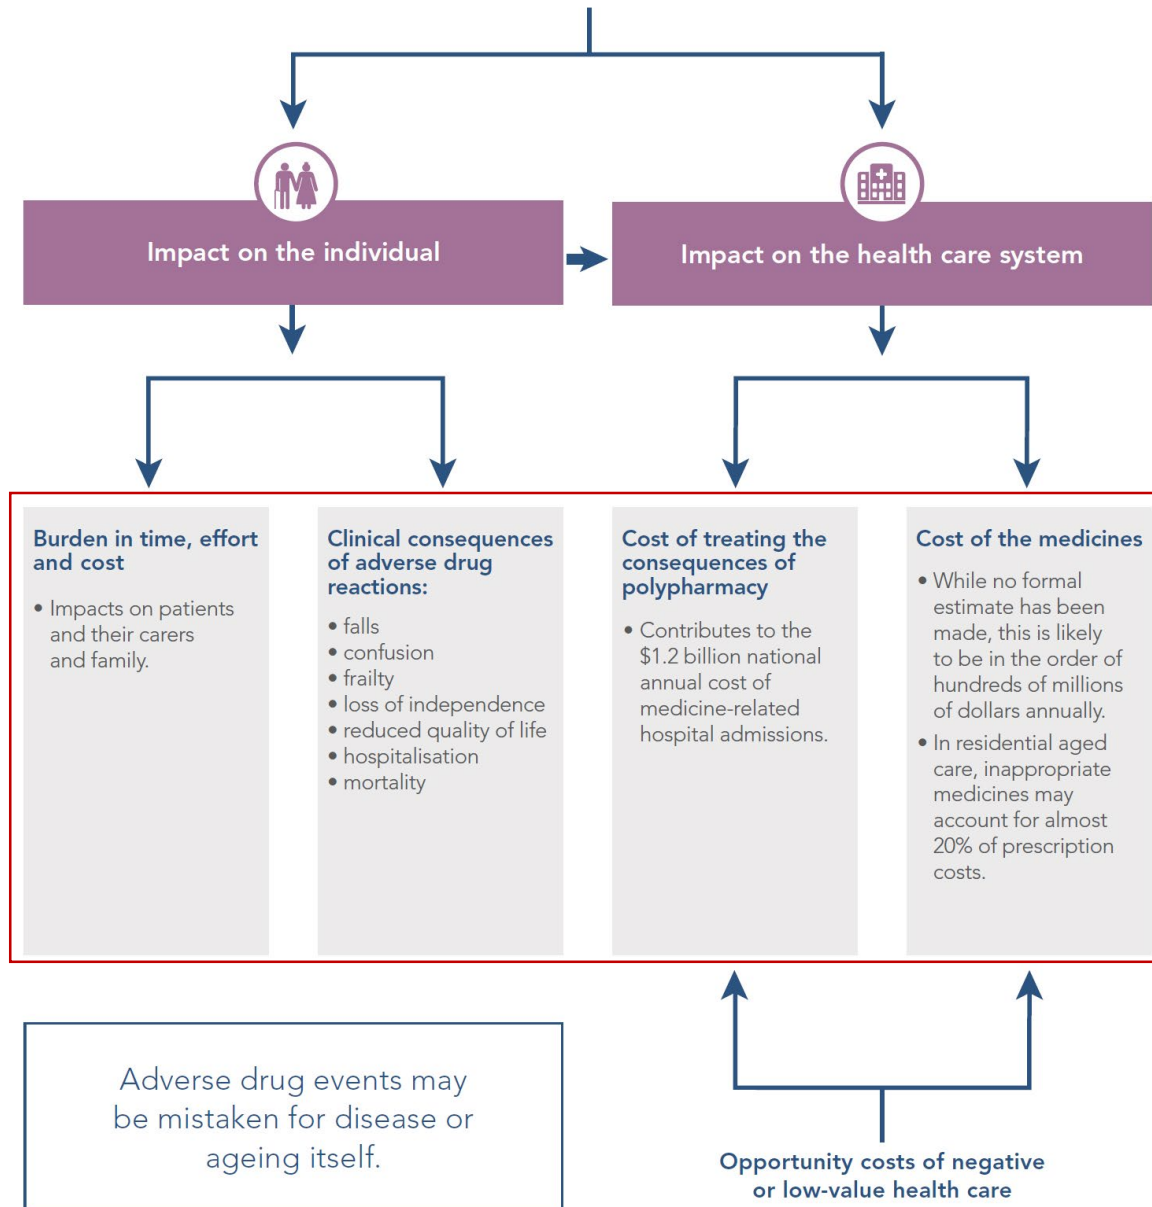 Impact on the individual
Impact on the health care system
Burden in time, effort
and cost
• Impacts on patients
and their carers
and family.
Clinical consequences
of adverse drug
reactions:
• falls
• confusion
• frailty
• loss of independence
• reduced quality of life
• hospitalisation
• mortality
Cost of treating the
consequences of
polypharmacy
• Contributes to the
$1.2 billion national
annual cost of
medicine-related
hospital admissions.
Cost of the medicines
• While no formal
estimate has been
made, this is likely
to be in the order of
hundreds of millions
of dollars annually.
• In residential aged
care, inappropriate
medicines may
account for almost
20% of prescription
costs.
Adverse drug events may
be mistaken for disease or
ageing itself.
Opportunity costs of negative
or low-value health care